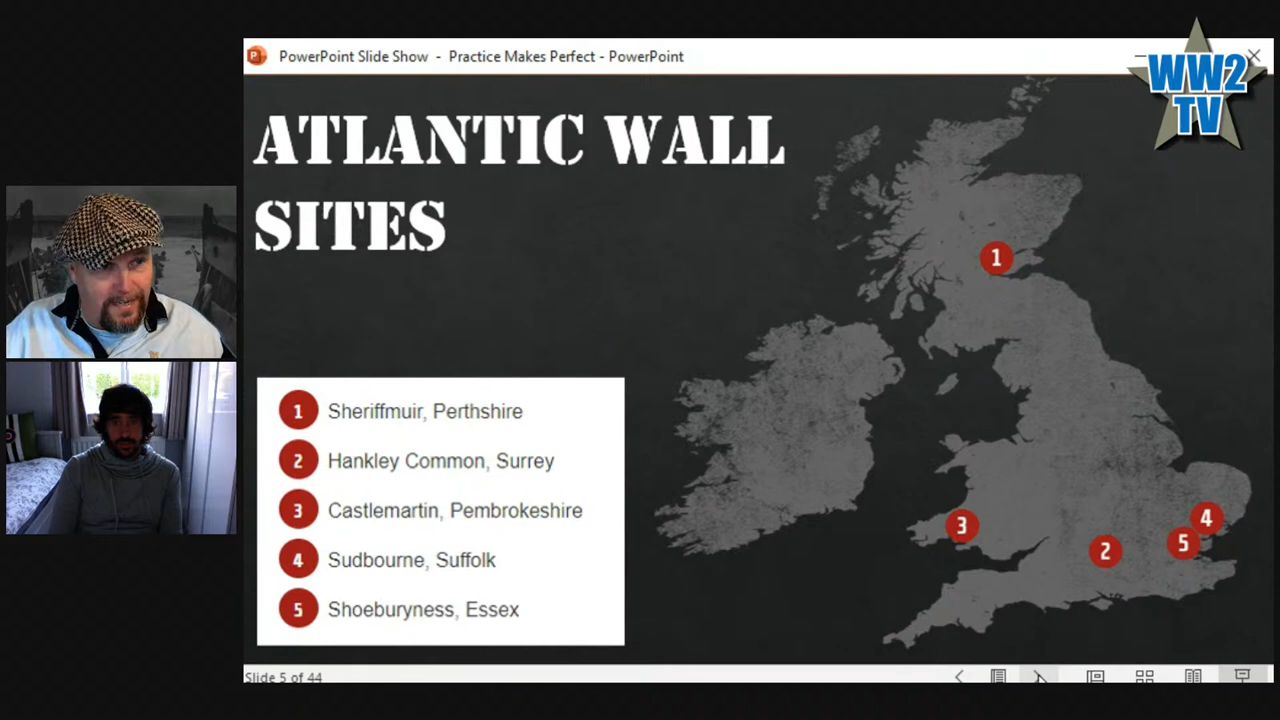 PowerPoint Slide Show - Practice Makes Perfect - PowerPoint
WW2
TV
ATLANTIC WALL
SITES
1
1 Sheriffmuir, Perthshire
2 Hankley Common, Surrey
3 Castlemartin, Pembrokeshire
4 Sudbourne, Suffolk
5 Shoeburyness, Essex
3
2
4
5
Slide 5 of 44